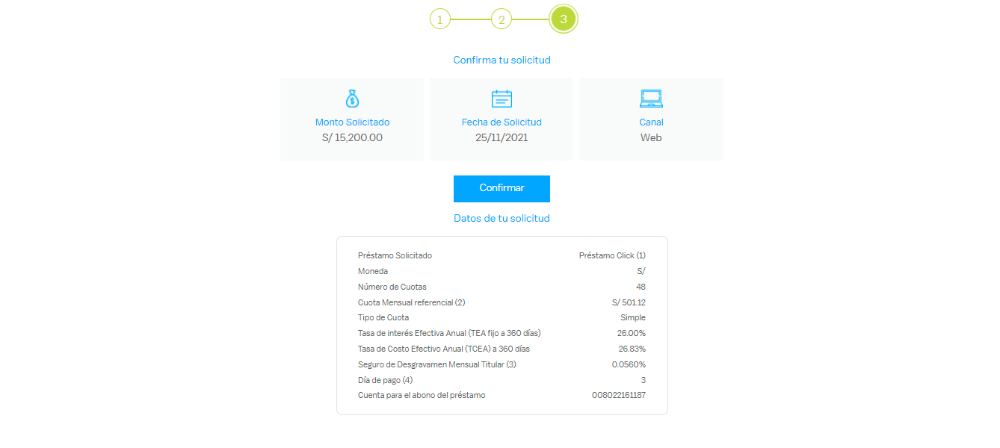 1 2 3
Confirma tu solicitud
Monto Solicitado
S/ 15,200.00
Fecha de Solicitud
25/11/2021
Canal
Web
Confirmar
Datos de tu solicitud
Préstamo Solicitado Préstamo Click (1)
Moneda S/
Número de Cuotas 48
Cuota Mensual referencial (2) S/ 501.12
Tipo de Cuota Simple
Tasa de interés Efectiva Anual (TEA fijo a 360 días) 26.00%
Tasa de Costo Efectivo Anual (TCEA) a 360 días 26.83%
Seguro de Desgravamen Mensual Titular (3) 0.0560%
Día de pago (4) 3
Cuenta para el abono del préstamo 008022161187